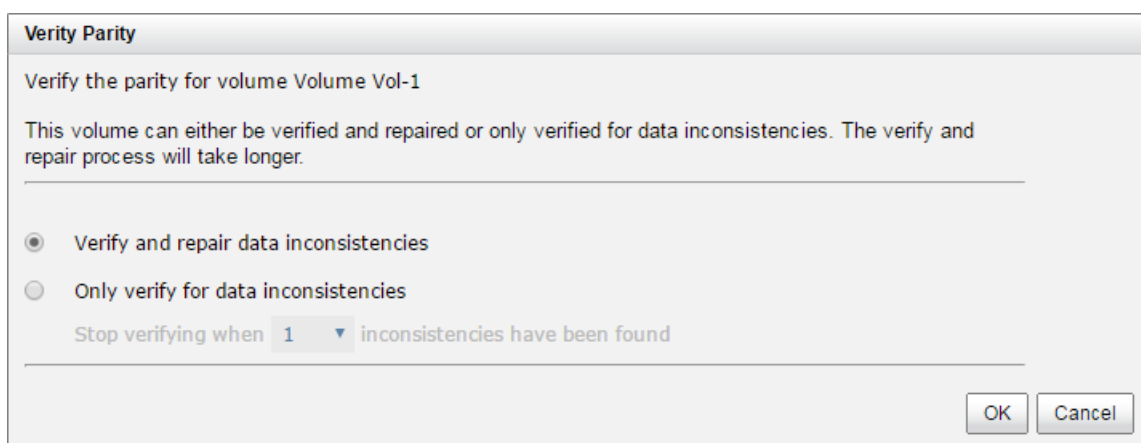 Verity Parity
Verify the parity for volume Volume Vol-1
This volume can either be verified and repaired or only verified for data inconsistencies. The verify and
repair process will take longer.
Verify and repair data inconsistencies
Only verify for data inconsistencies
Stop verifying when 1 inconsistencies have been found
OK Cancel